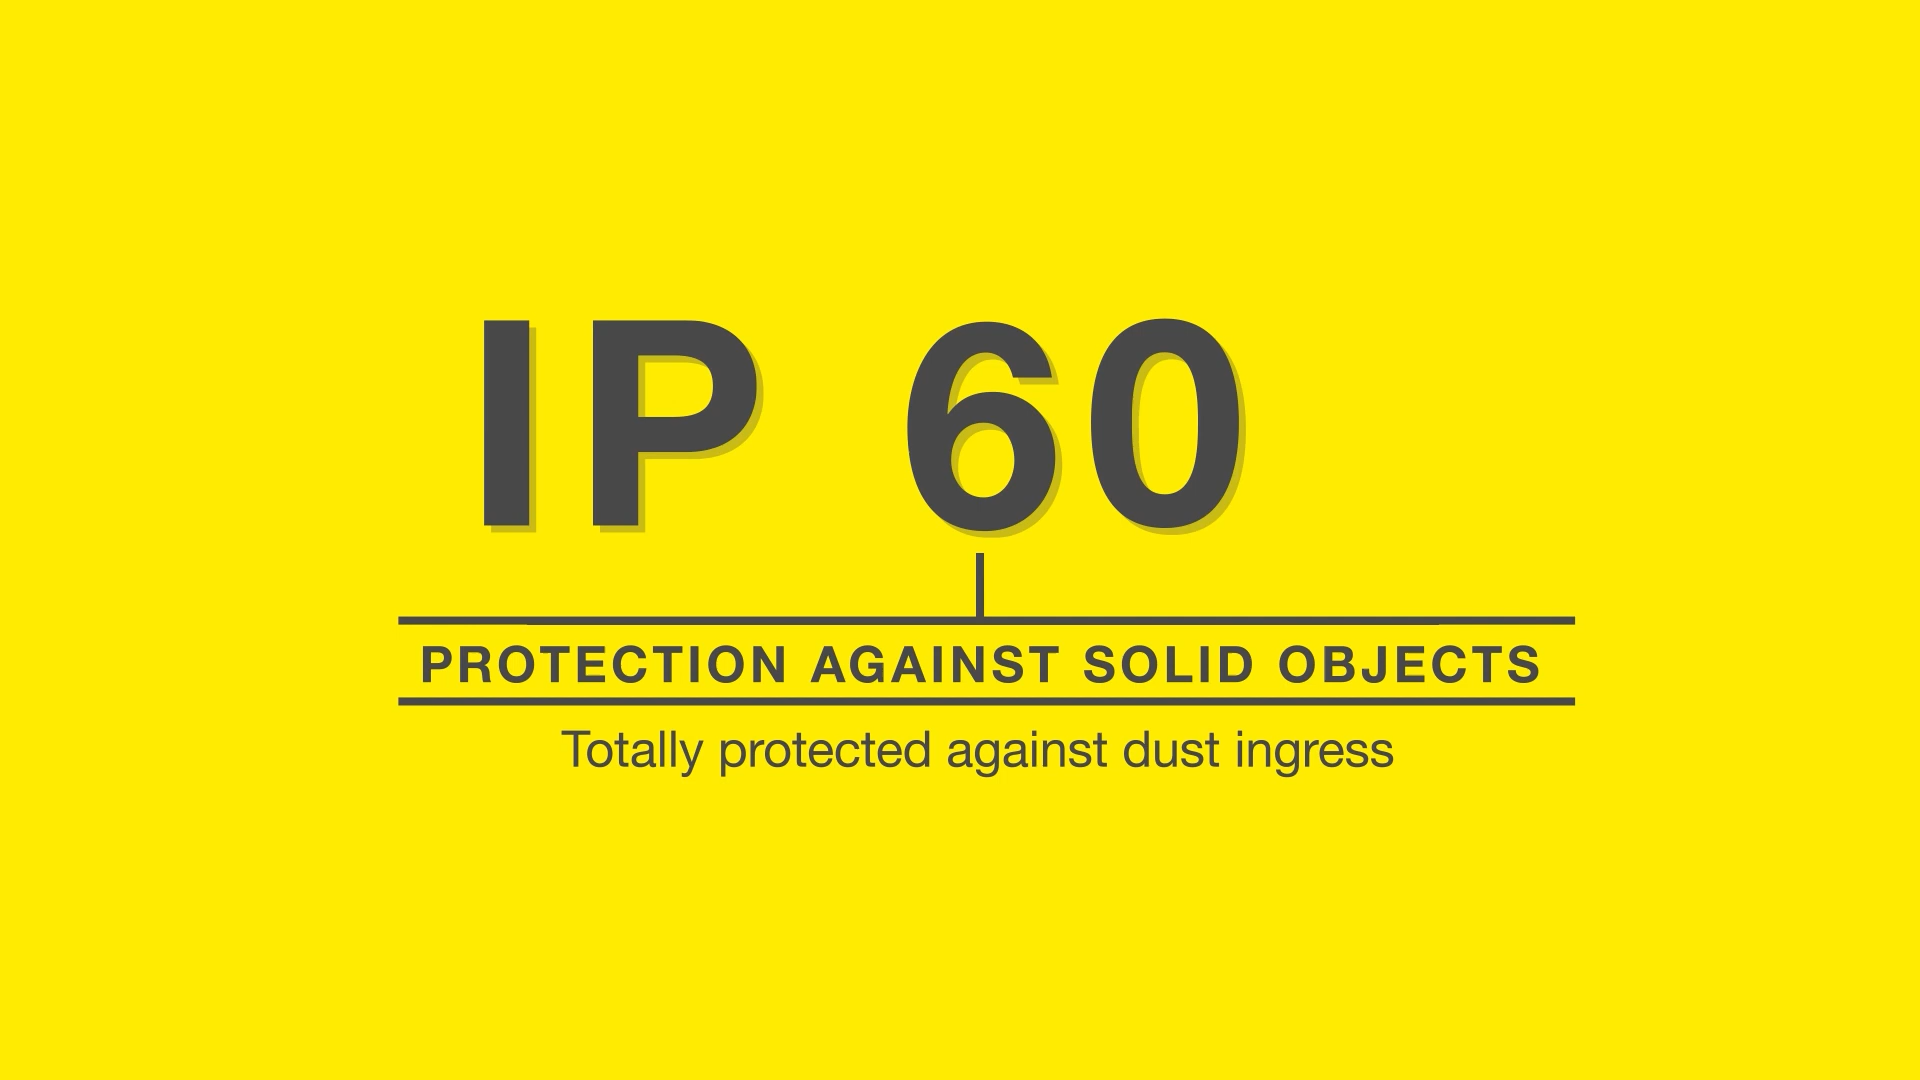 IP 60
PROTECTION AGAINST SOLID OBJECTS
Totally protected against dust ingress